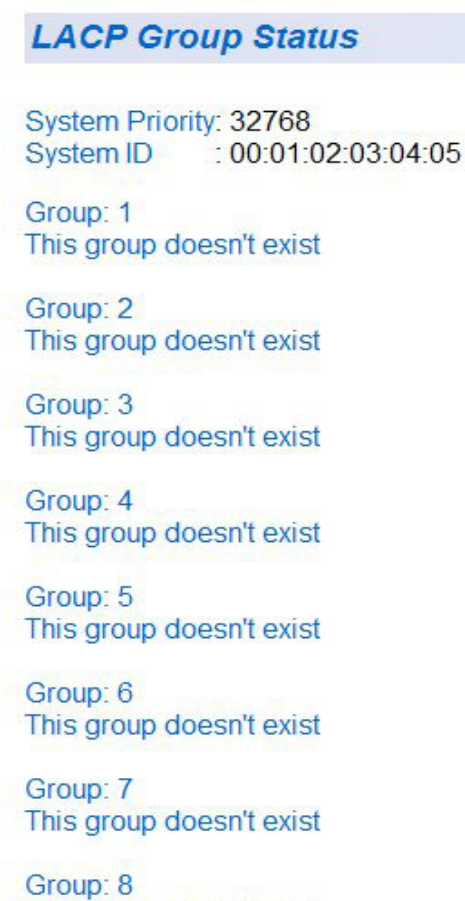 LACP Group Status
System Priority: 32768
System ID : 00:01:02:03:04:05
Group: 1
This group doesn't exist
Group: 2
This group doesn't exist
Group: 3
This group doesn't exist
Group: 4
This group doesn't exist
Group: 5
This group doesn't exist
Group: 6
This group doesn't exist
Group: 7
This group doesn't exist
Group: 8